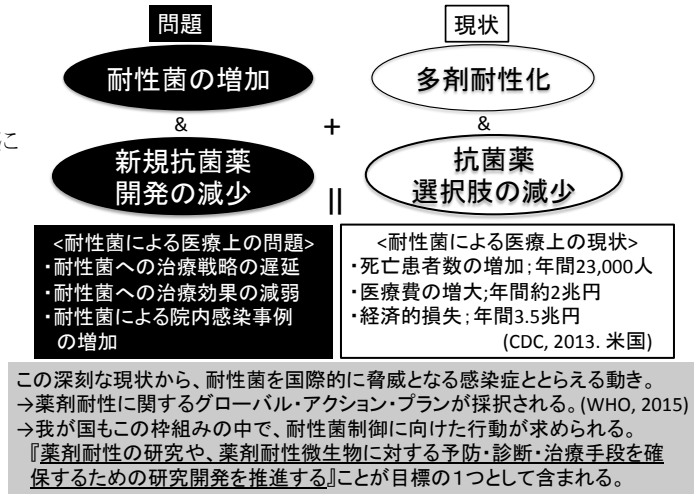 問題
現状
耐性菌の増加
多剤耐性化
&
+
&
に
新規抗菌薬
開発の減少
抗菌薬
選択肢の減少
||
<耐性菌による医療上の問題>
・耐性菌への治療戦略の遅延
・耐性菌への治療効果の減弱
・耐性菌による院内感染事例
の増加
<耐性菌による医療上の現状>
・死亡患者数の増加;年間23,000人
・医療費の増大;年間約2兆円
・経済的損失;年間3.5兆円
(CDC, 2013. 米国)
この深刻な現状から、耐性菌を国際的に脅威となる感染症ととらえる動き。
→薬剤耐性に関するグローバル・アクション・プランが採択される。(WHO, 2015)
→我が国もこの枠組みの中で、耐性菌制御に向けた行動が求められる。
『薬剤耐性の研究や、薬剤耐性微生物に対する予防・診断・治療手段を確
保するための研究開発を推進する』ことが目標の1つとして含まれる。